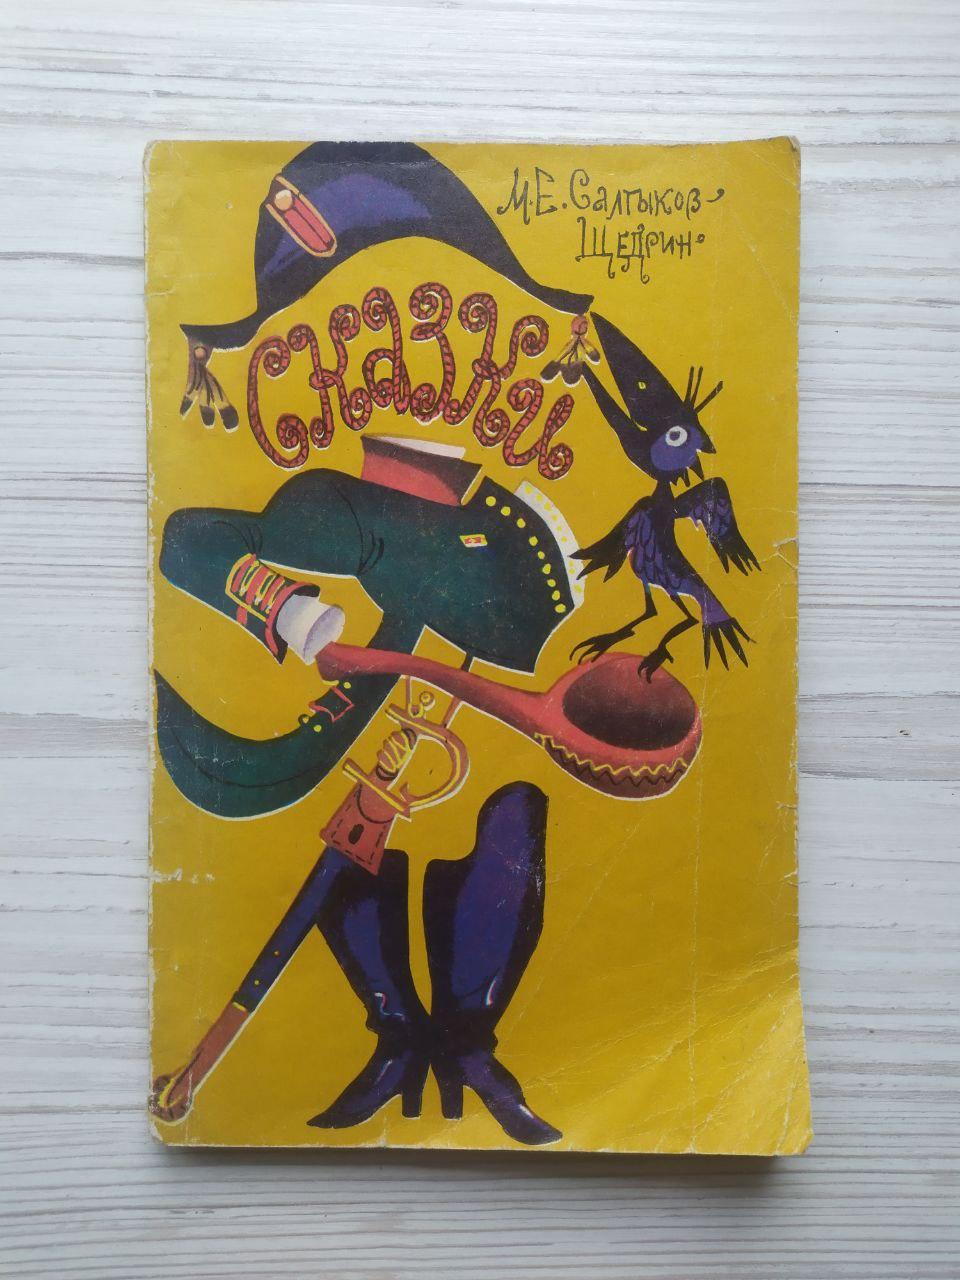 М.Е. Салтыков-
Щедрин
Сказки